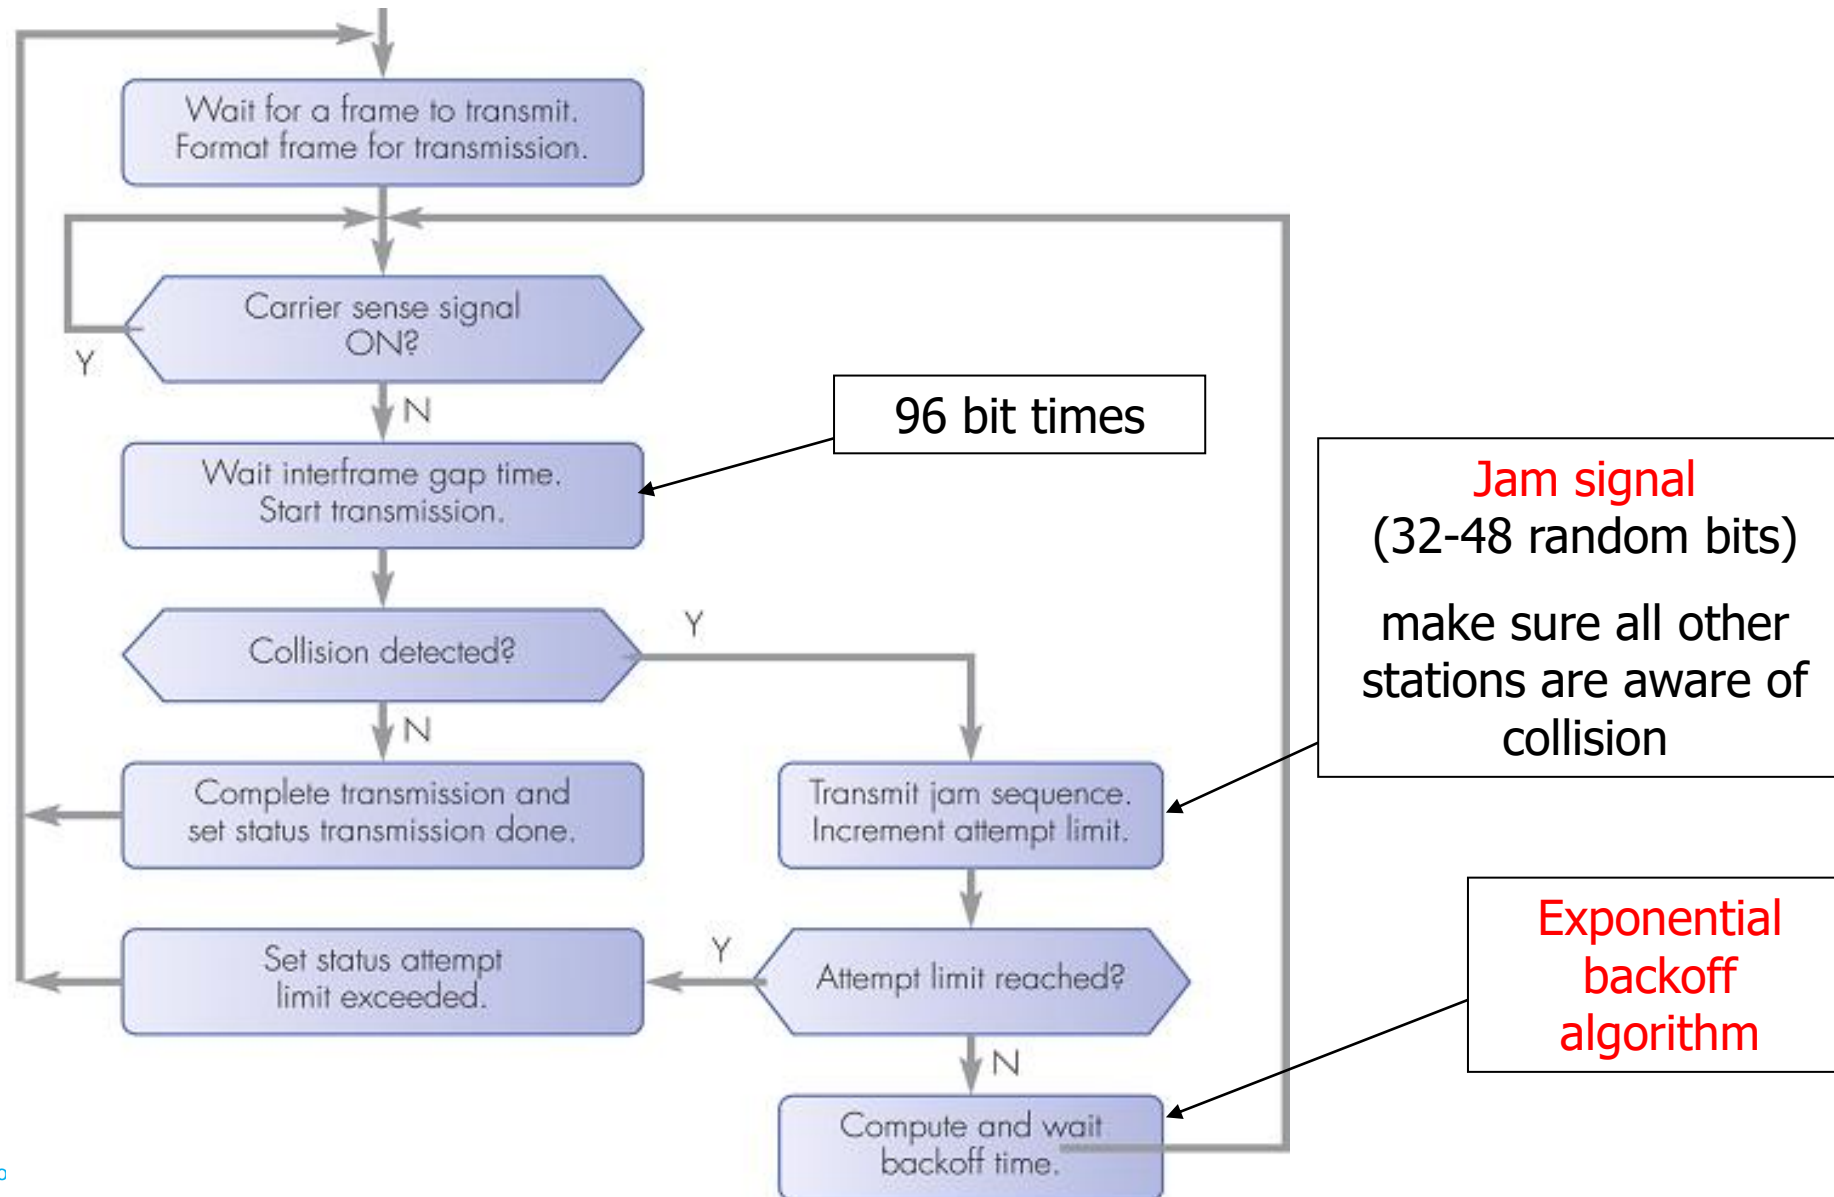 Wait for a frame to transmit.
Format frame for transmission.
Carrier sense signal
ON?
Y
N
96 bit times
Wait interframe gap time.
Start transmission.
Jam signal
(32-48 random bits)
make sure all other
stations are aware of
collision
Collision detected?
Y
N
Complete transmission and
set status transmission done.
Transmit jam sequence.
Increment attempt limit.
Exponential
backoff
algorithm
Set status attempt
limit exceeded.
Y
Attempt limit reached?
N
Compute and wait
backoff time.